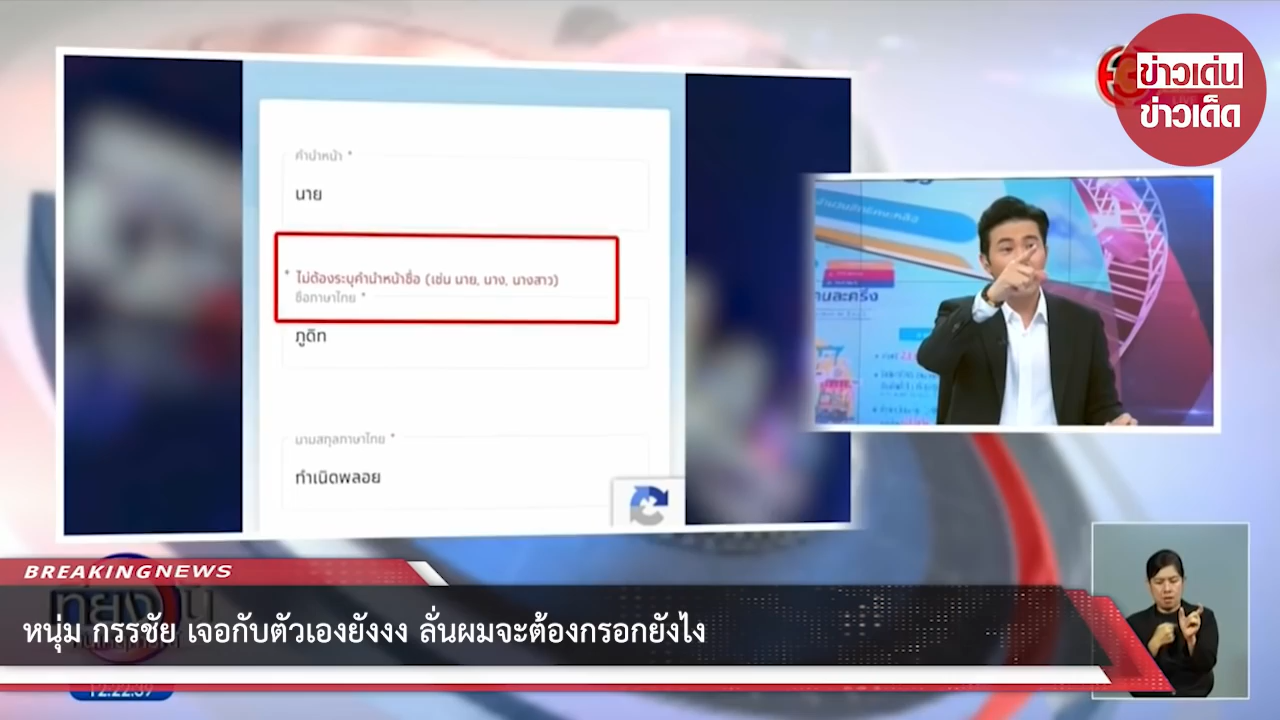 ข่าวเด่น
ข่าวเด็ด
คำนำหน้า *
นาย
* ไม่ต้องระบุคำนำหน้าชื่อ (เช่น นาย, นาง, นางสาว)
ชื่อภาษาไทย *
ภูดิท
นามสกุลภาษาไทย *
ทำเนิดพลอย
BREAKING NEWS
หนุ่ม กรรชัย เจอกับตัวเองยังงง ลั่นผมจะต้องกรอกยังไง
12:22:39